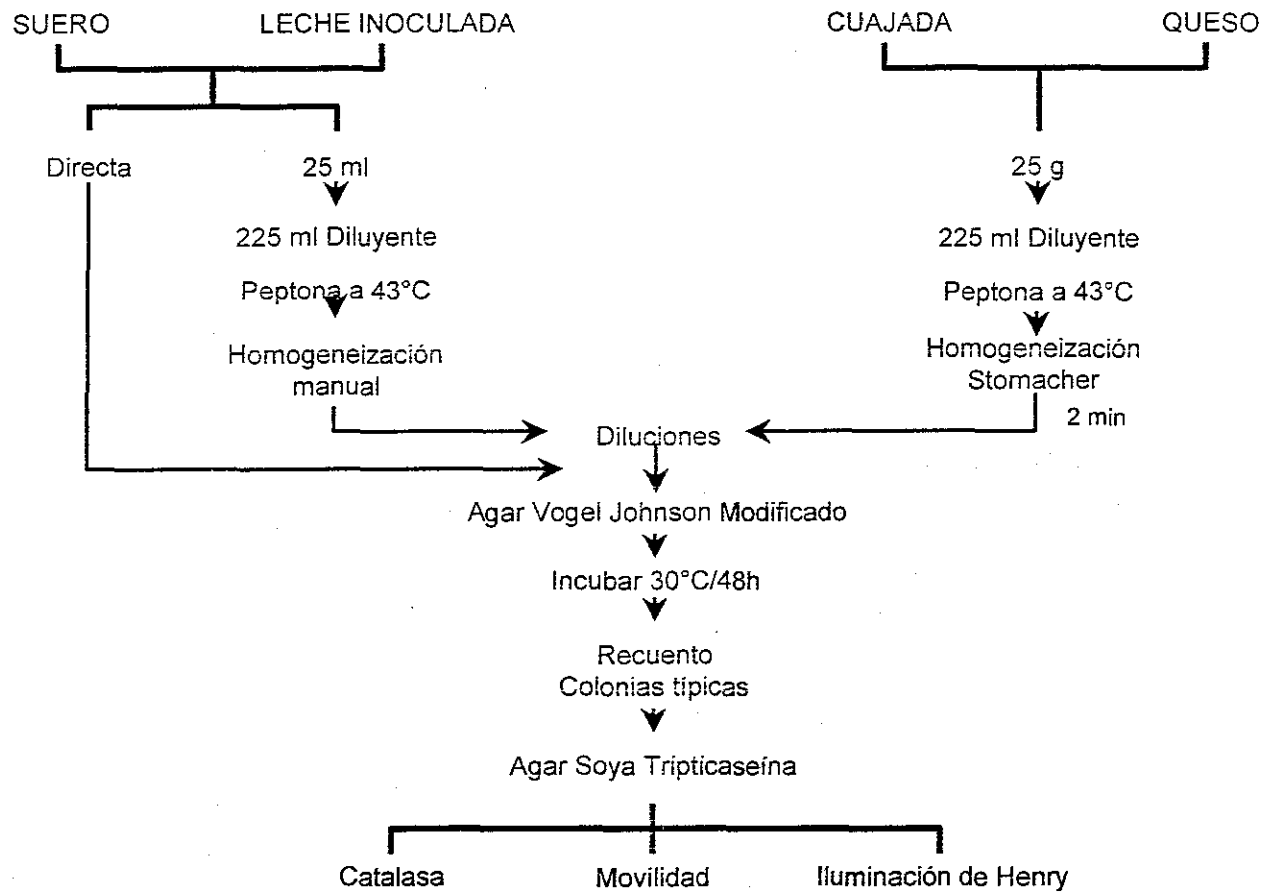 SUERO LECHE INOCULADA CUAJADA QUESO
Directa 25 ml 25 g
225 ml Diluyente 225 ml Diluyente
Peptona a 43°C Peptona a 43°C
Homogeneización Homogeneización
manual Stomacher
2 min
Diluciones
Agar Vogel Johnson Modificado
Incubar 30°C/48h
Recuento
Colonias típicas
Agar Soya Tripticaseína
Catalasa Movilidad Iluminación de Henry